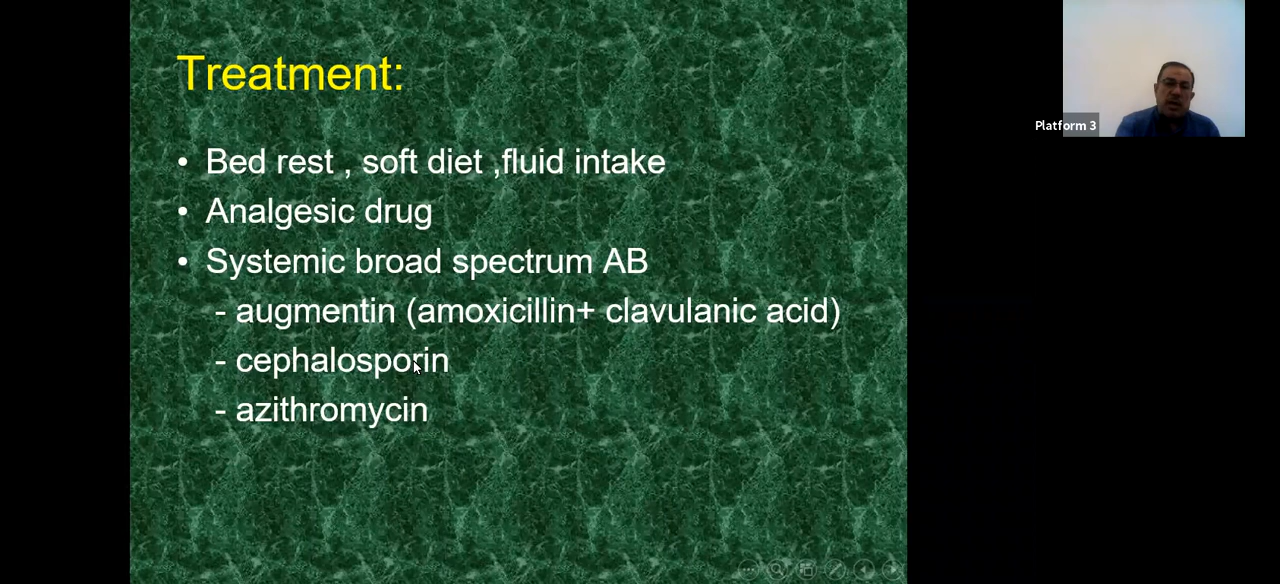 Treatment:
• Bed rest , soft diet ,fluid intake
• Analgesic drug
• Systemic broad spectrum AB
- augmentin (amoxicillin+ clavulanic acid)
- cephalosporin
- azithromycin
Platform 3